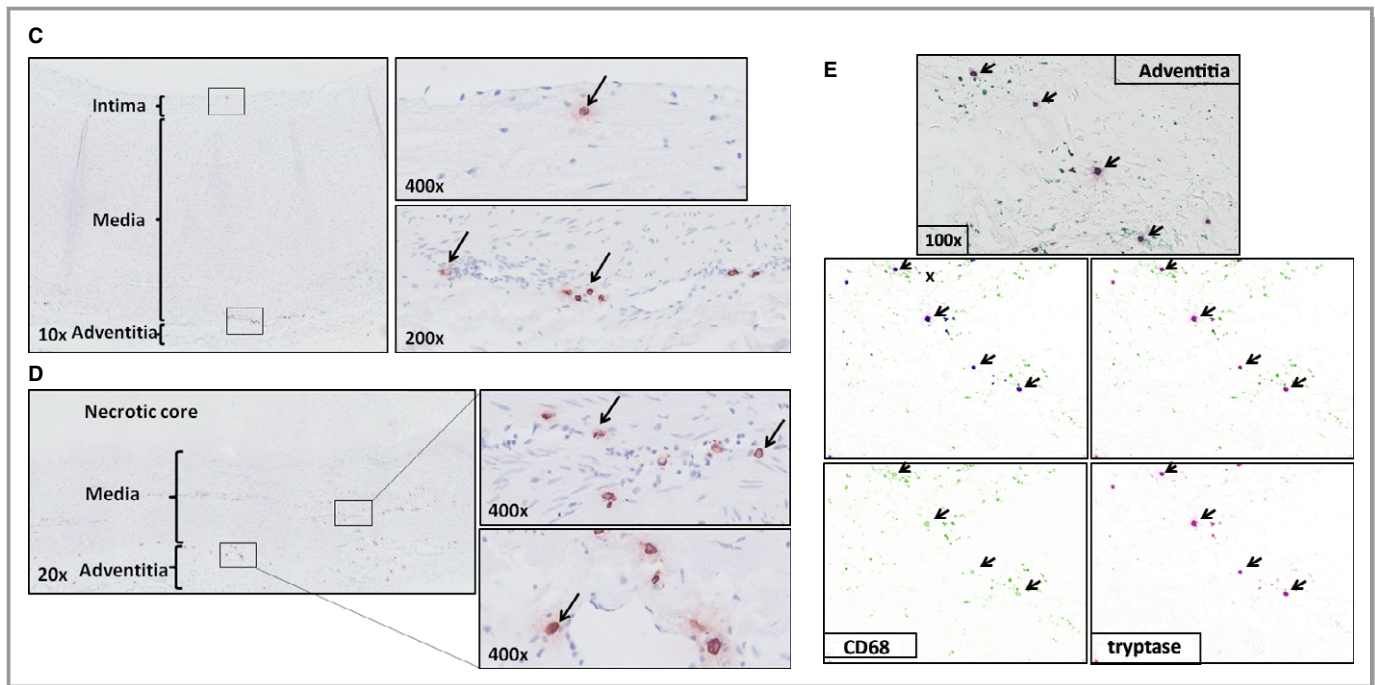 C
Intima
Media
10x Adventitia
400x
200x
D
Necrotic core
Media
20x Adventitia
400x
400x
E
Adventitia
100x
x
CD68
tryptase